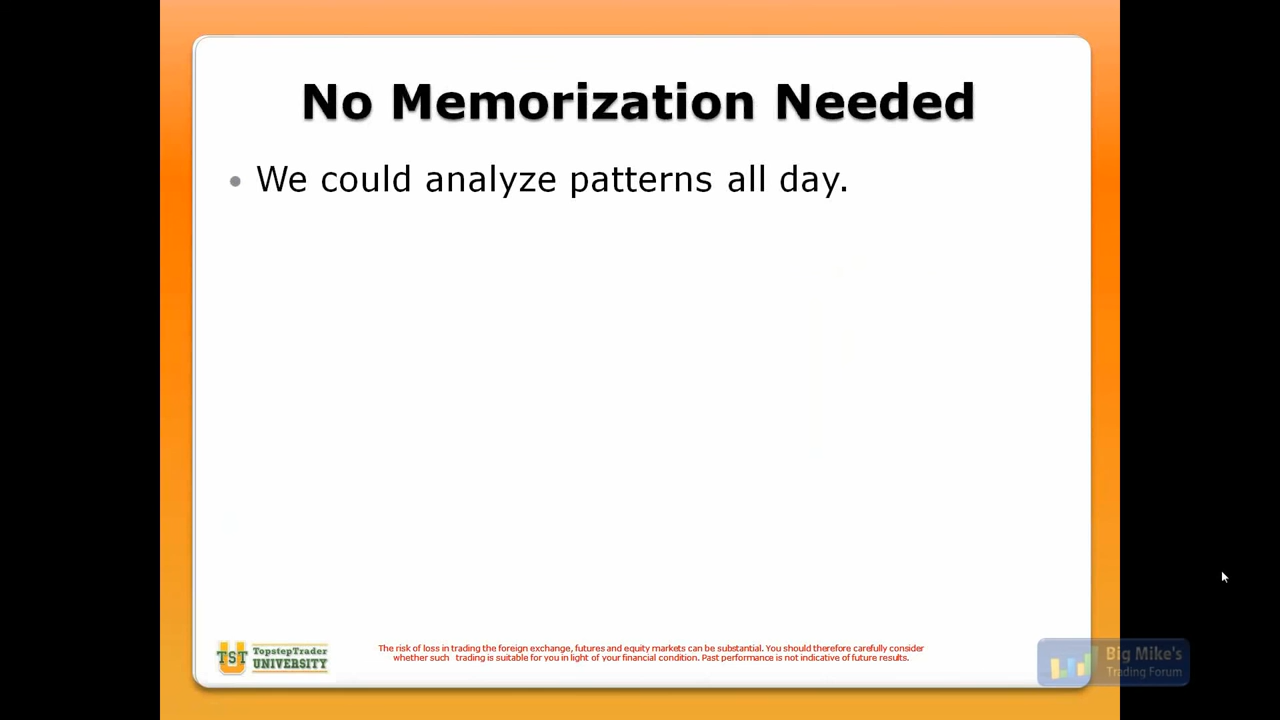 No Memorization Needed
• We could analyze patterns all day.
TST
TopstepTrader
UNIVERSITY
The risk of loss in trading the foreign exchange, futures and equity markets can be substantial. You should therefore carefully consider
whether such trading is suitable for you in light of your financial condition. Past performance is not indicative of future results.
Big Mike's
Trading Forum